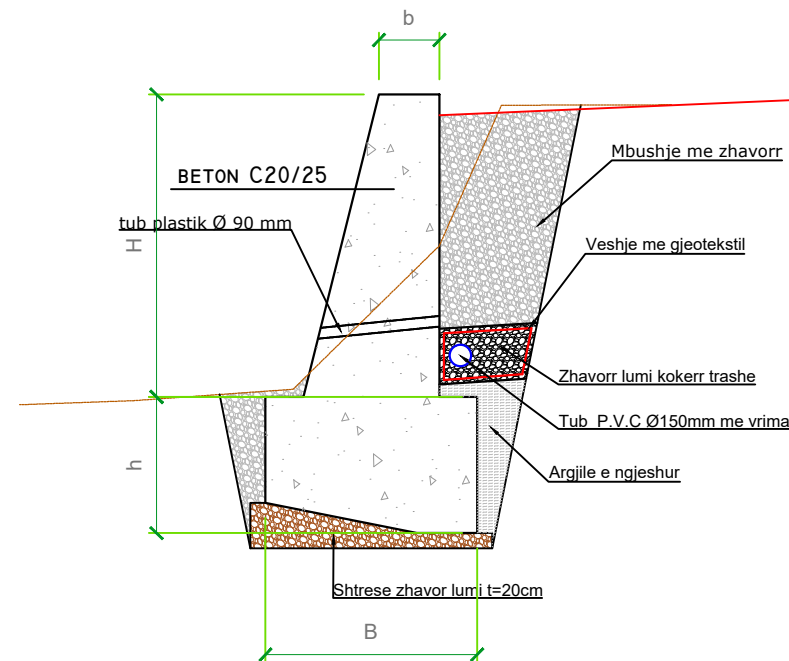 b
Mbushje me zhavorr
BETON C20/25
tub plastik Ø 90 mm
H
Veshje me gjeotekstil
Zhavorr lumi kokerr trashe
Tub P.V.C Ø150mm me vrima
h
Argjile e ngjeshur
Shtrese zhavor lumi t=20cm
B